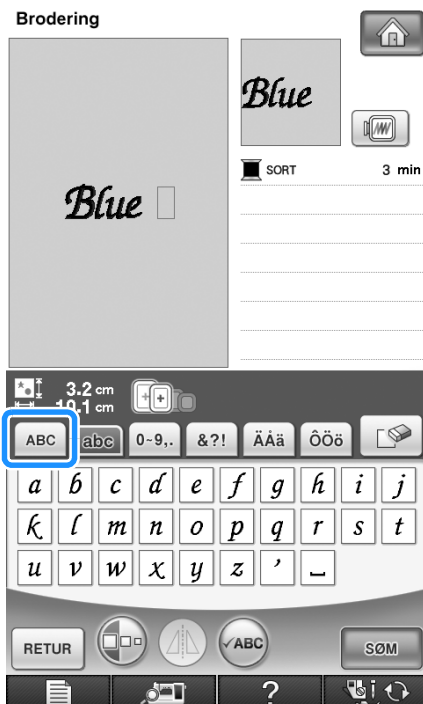 Brodering
Blue
Blue
SORT 3 min
3.2 cm
19.1 cm
ABC abc 0~9,. &?! ÄÅä ÔÖö
a b c d e f g h i j
k l m n o p q r s t
u v w x y z ’ ⎵
RETUR ✓ABC SØM
? i